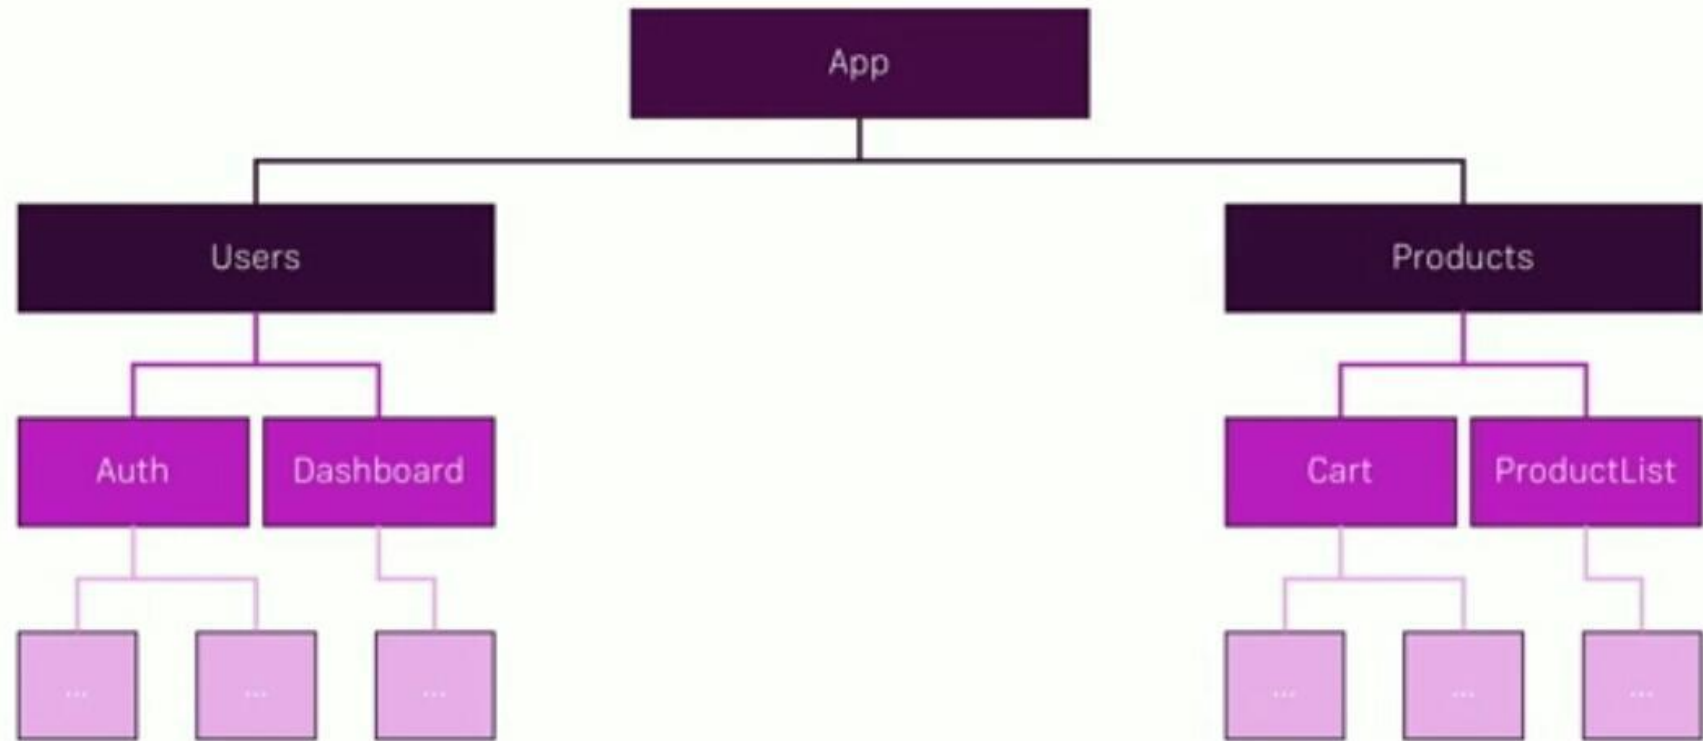 App
Users
Products
Auth
Dashboard
Cart
ProductList
...
...
...
...
...
...